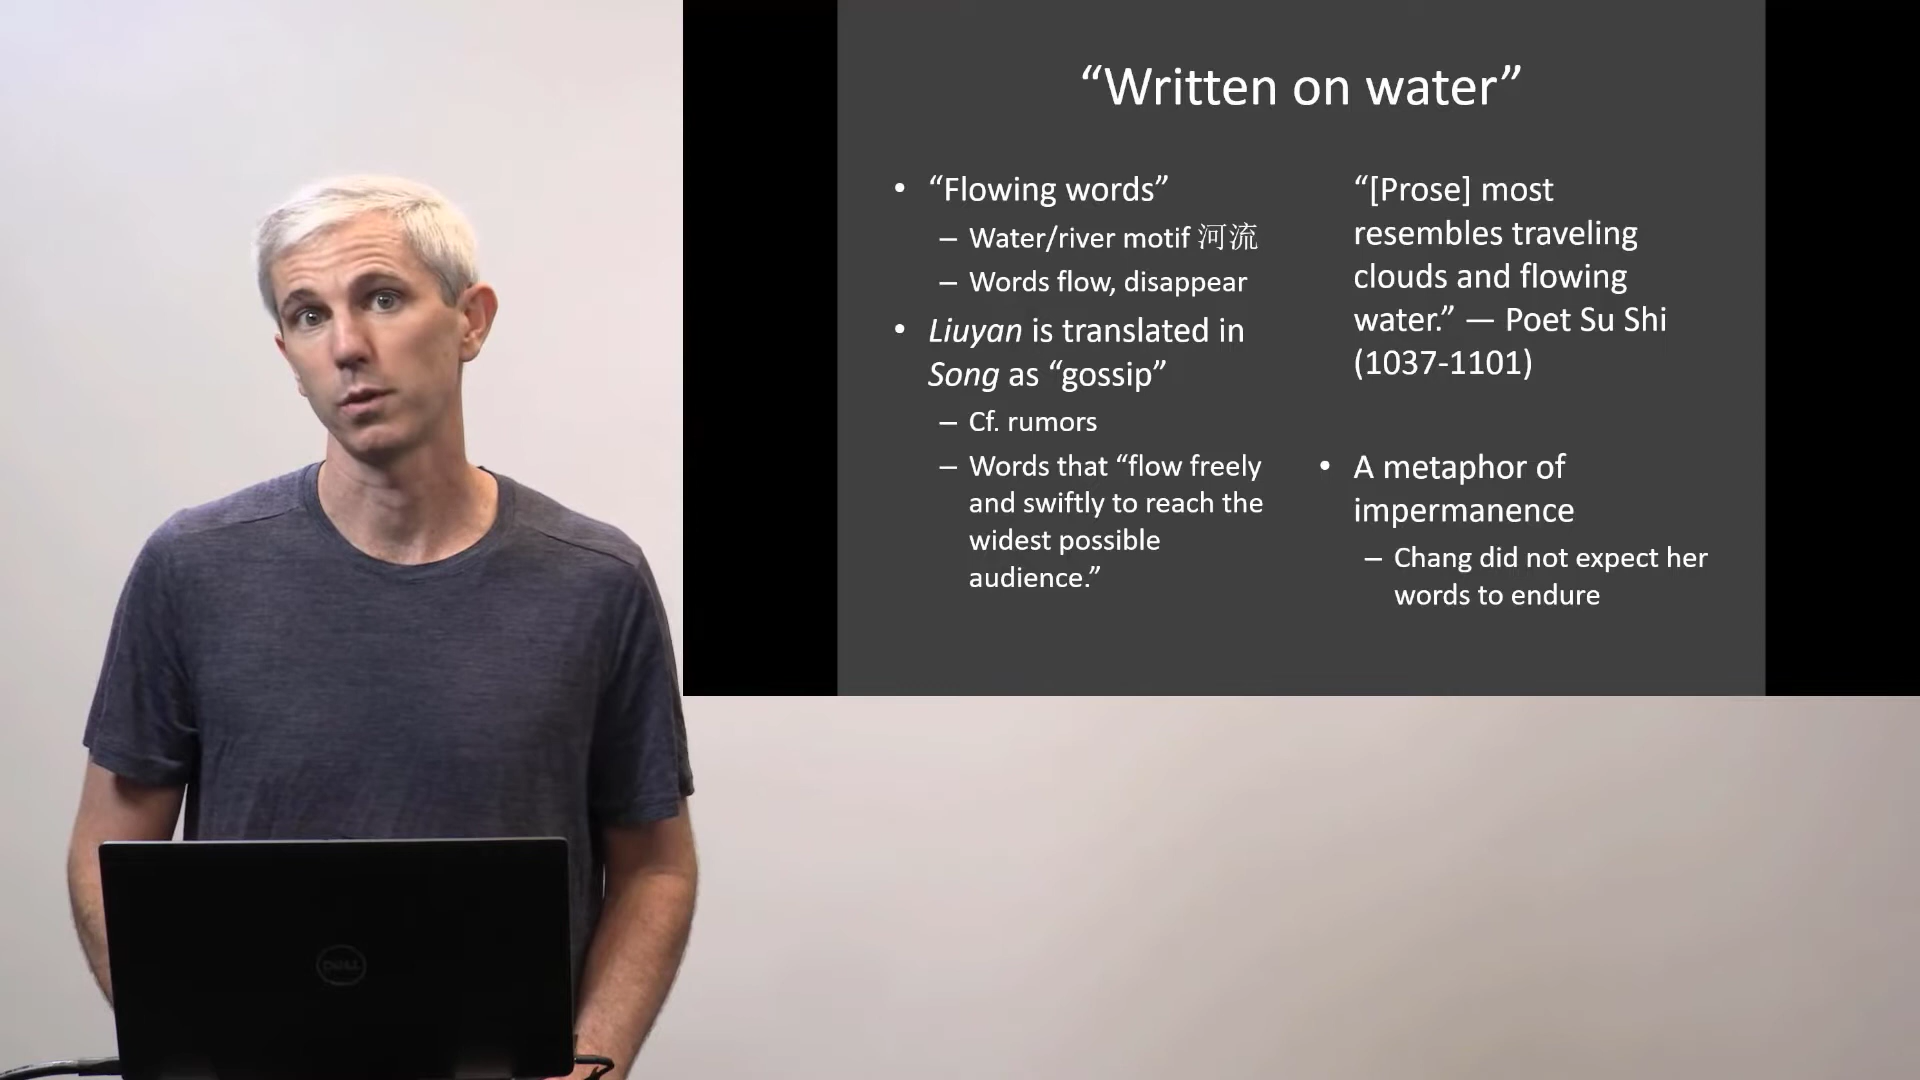 “Written on water”
• “Flowing words”
– Water/river motif 河流
– Words flow, disappear
• Liuyan is translated in
Song as “gossip”
– Cf. rumors
– Words that “flow freely
and swiftly to reach the
widest possible
audience.”
“[Prose] most
resembles traveling
clouds and flowing
water.” — Poet Su Shi
(1037-1101)
• A metaphor of
impermanence
– Chang did not expect her
words to endure
DELL